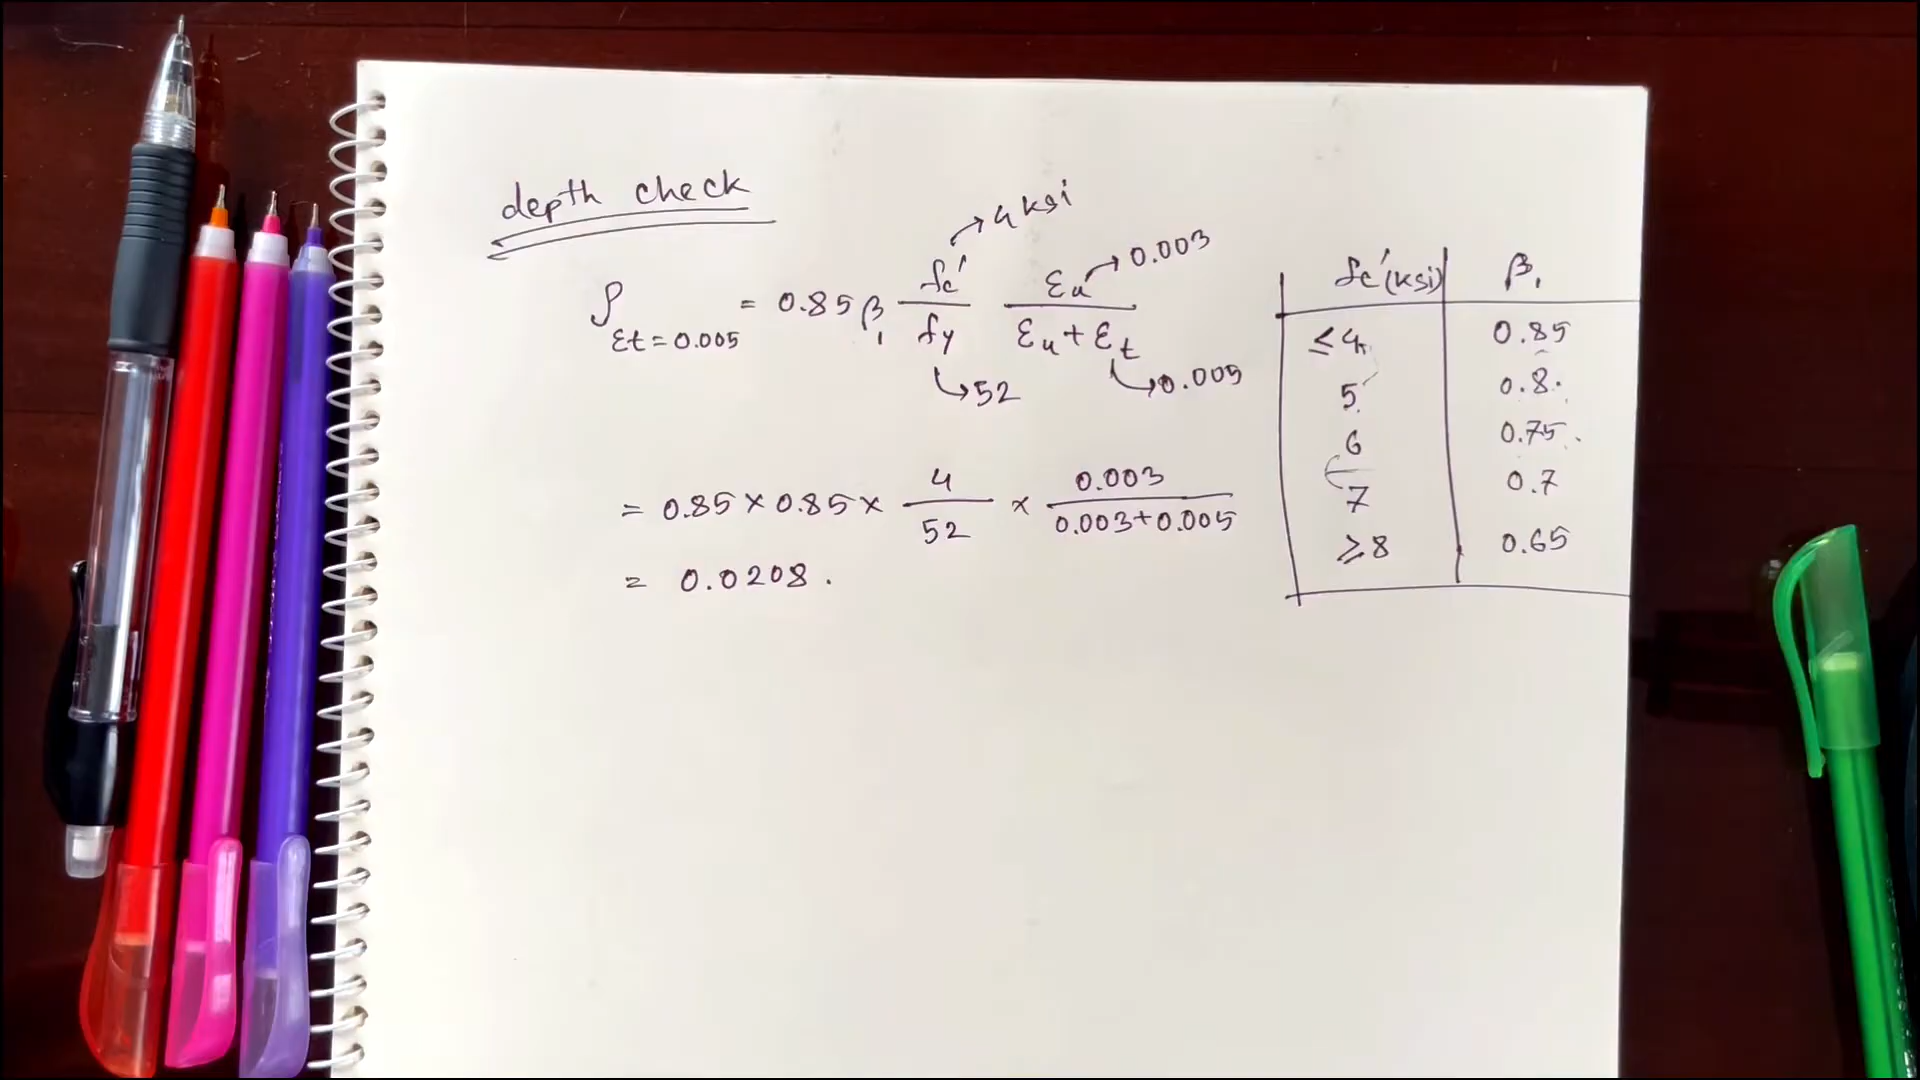 depth check
ρ εt = 0.005 = 0.85 β₁ fc' / fy εu / εu + εt
→ 4 ksi
→ 0.003
↳ 52
↳ 0.005
= 0.85 × 0.85 × 4 / 52 × 0.003 / 0.003+0.005
= 0.0208 .
fc' (ksi) β₁
≤4 0.85
5 0.8
6 0.75
7 0.7
≥8 0.65